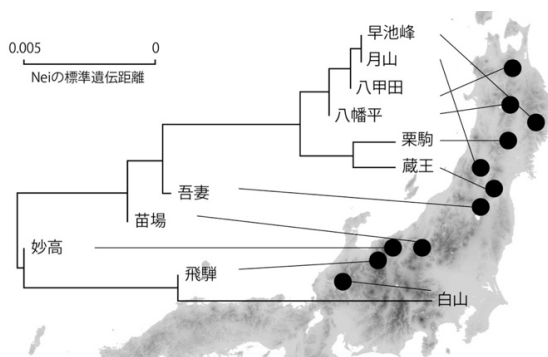 0.005 0
Neiの標準遺伝距離
早池峰
月山
八甲田
八幡平
栗駒
蔵王
吾妻
苗場
妙高
飛騨
白山